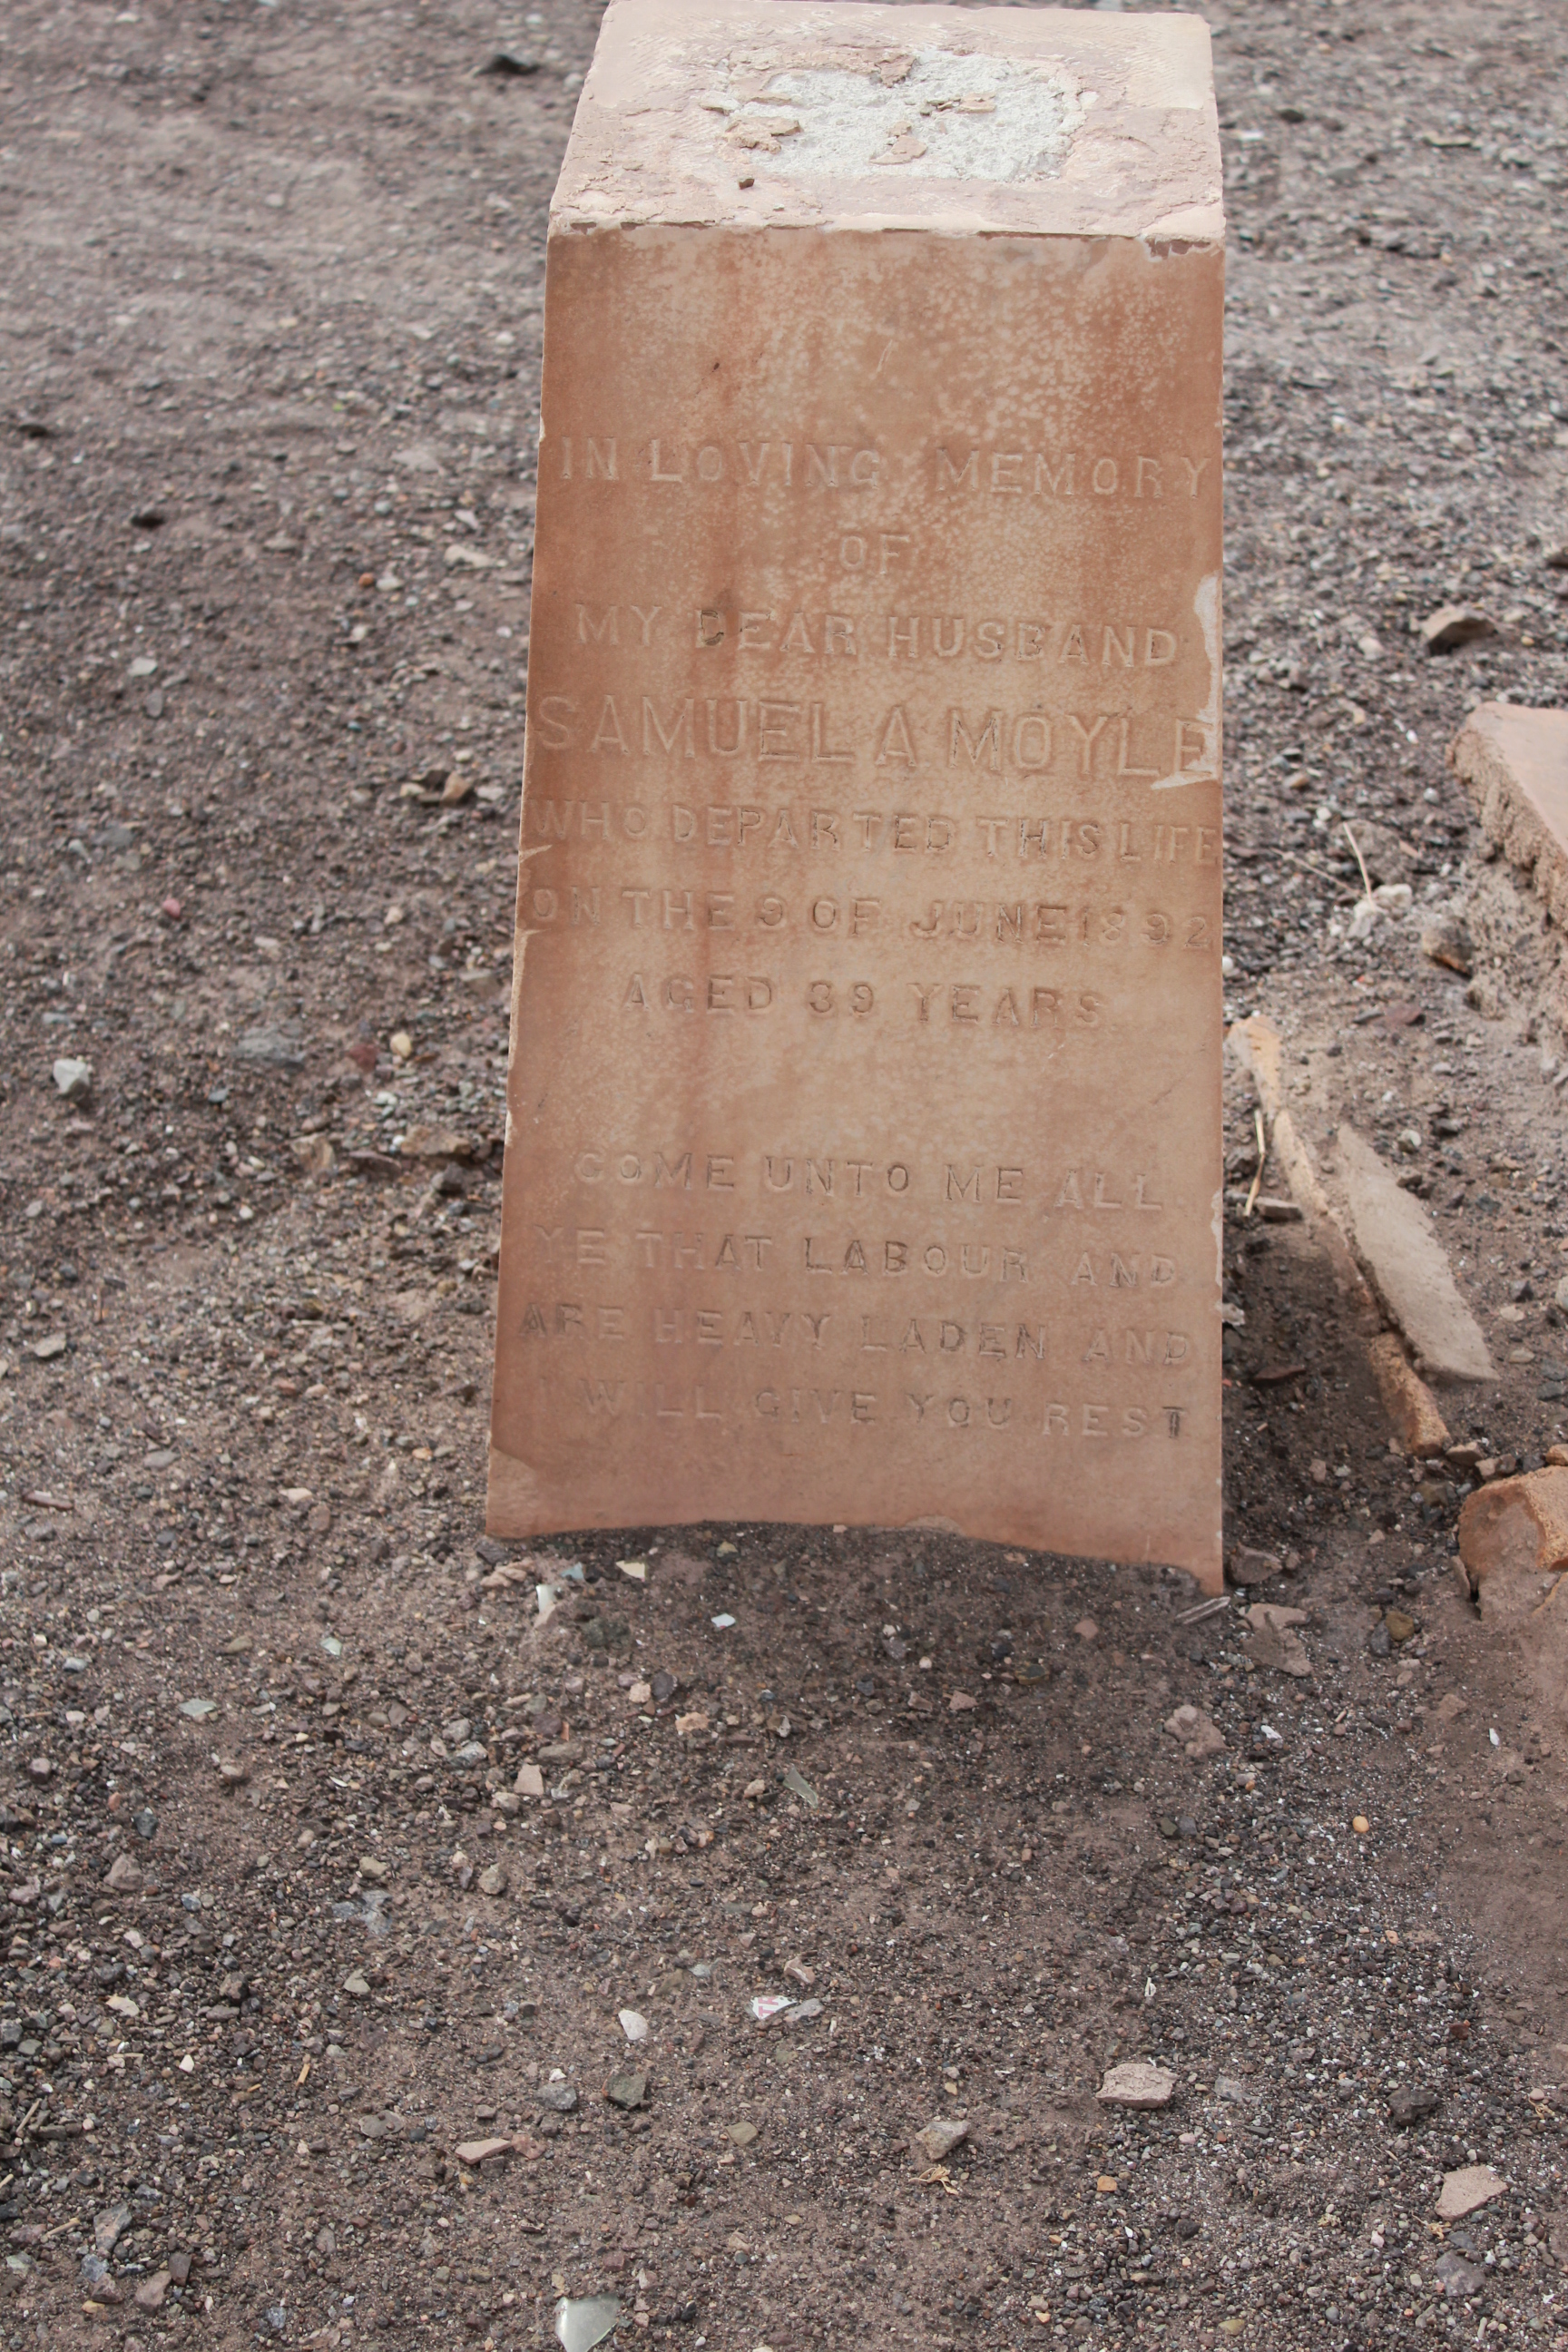 IN LOVING MEMORY
OF
MY DEAR HUSBAND
SAMUEL A MOYLE
WHO DEPARTED THIS LIFE
ON THE 9 OF JUNE 1892
AGED 39 YEARS
COME UNTO ME ALL
YE THAT LABOUR AND
ARE HEAVY LADEN AND
I WILL GIVE YOU REST